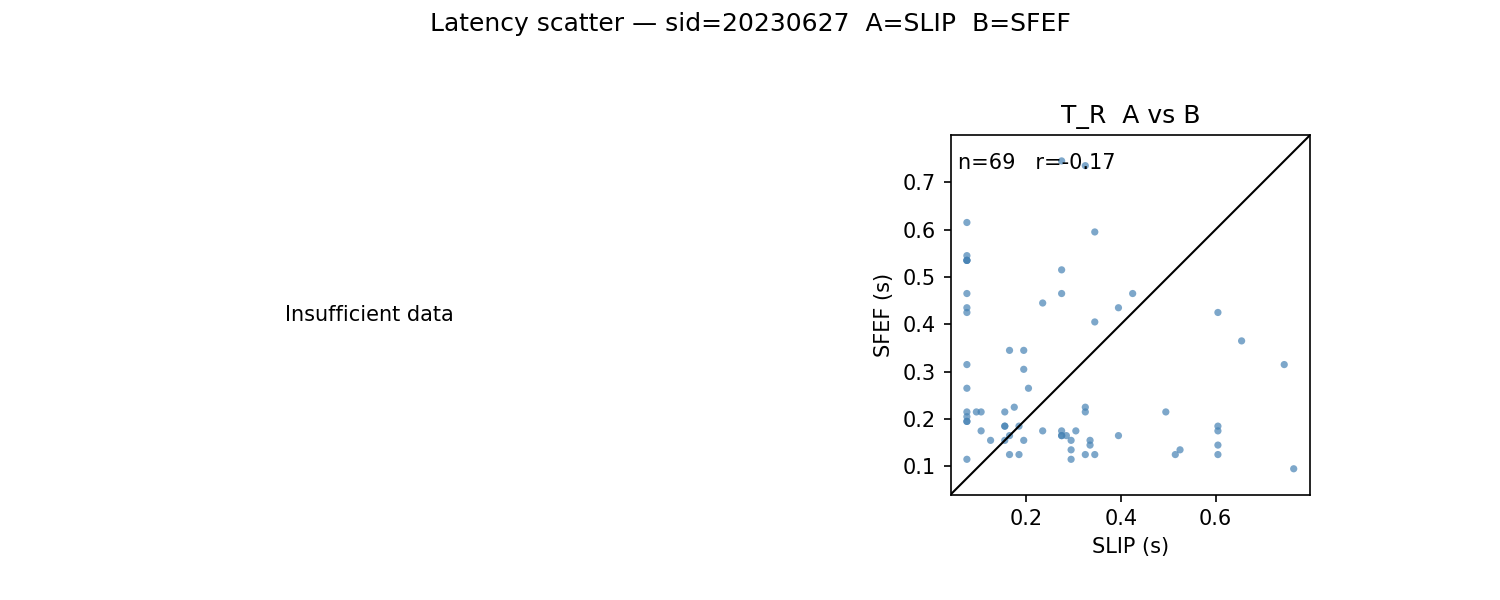 Latency scatter — sid=20230627  A=SLIP  B=SFEF
Insufficient data
T_R  A vs B
n=69   r=-0.17
0.7
0.6
0.5
0.4
0.3
0.2
0.1
SFEF (s)
0.2
0.4
0.6
SLIP (s)